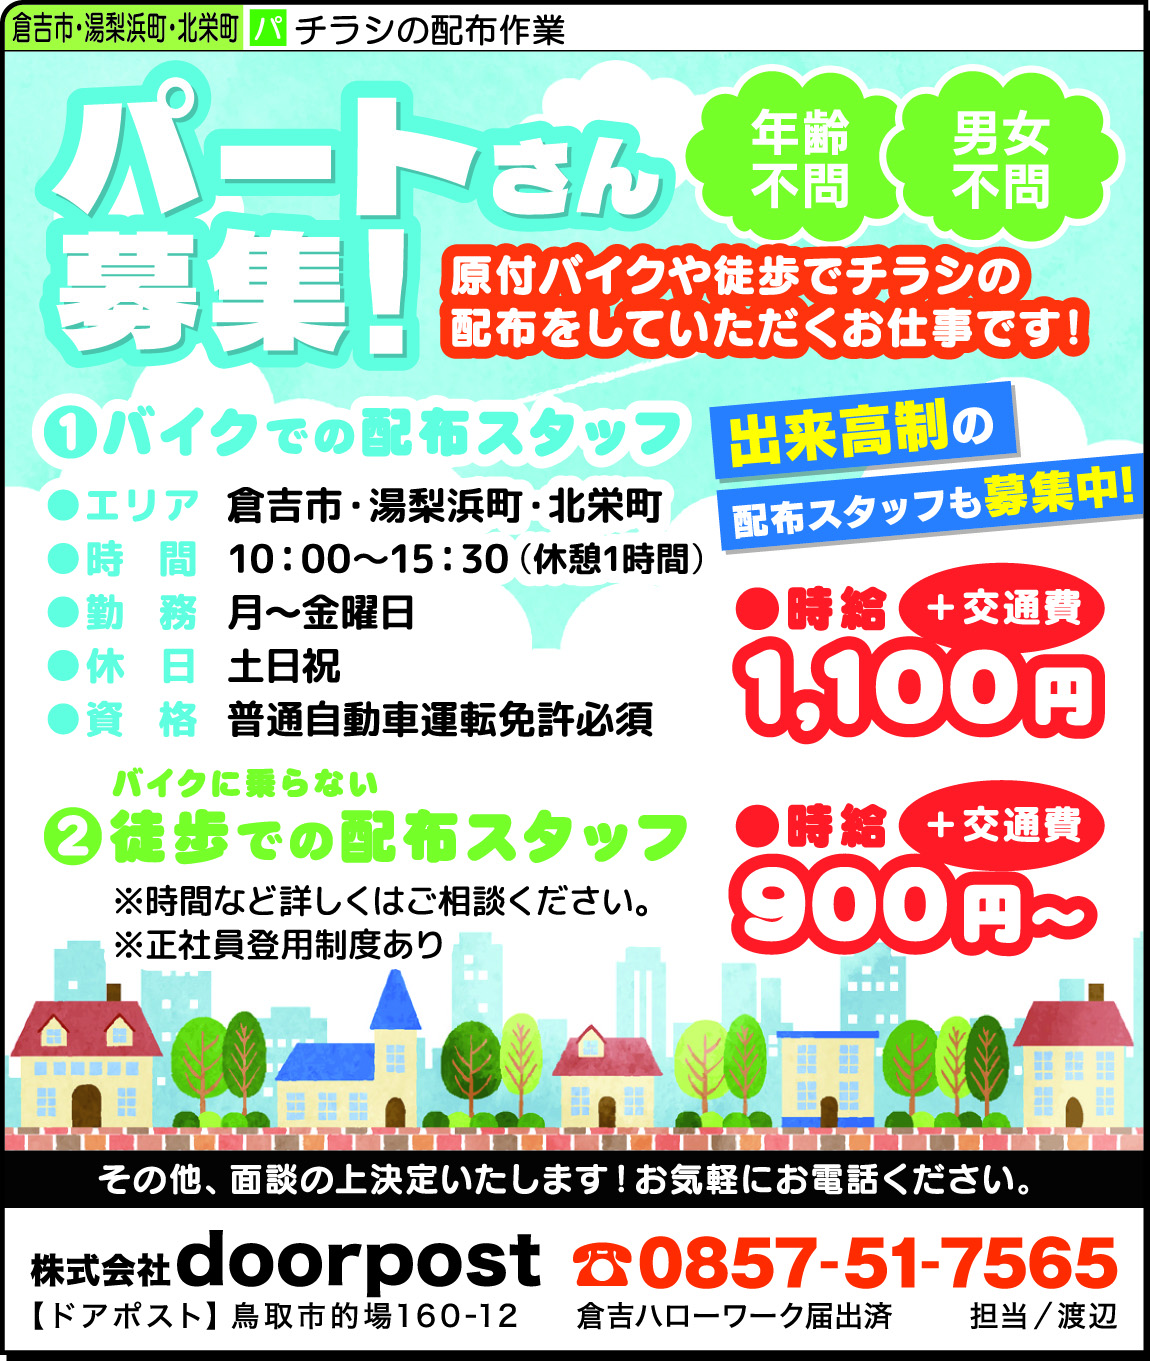 倉吉市・湯梨浜町・北栄町 パ チラシの配布作業
パートさん
募集!
年齢
不問
男女
不問
原付バイクや徒歩でチラシの
配布をしていただくお仕事です!
❶バイクでの配布スタッフ
出来高制の
配布スタッフも募集中!
●エリア 倉吉市・湯梨浜町・北栄町
●時間 10:00〜15:30(休憩1時間)
●勤務 月〜金曜日
●休日 土日祝
●資格 普通自動車運転免許必須
●時給 +交通費
1,100円
バイクに乗らない
❷徒歩での配布スタッフ
※時間など詳しくはご相談ください。
※正社員登用制度あり
●時給 +交通費
900円〜
その他、面談の上決定いたします!お気軽にお電話ください。
株式会社doorpost
【ドアポスト】鳥取市的場160-12
☎0857-51-7565
倉吉ハローワーク届出済 担当/渡辺